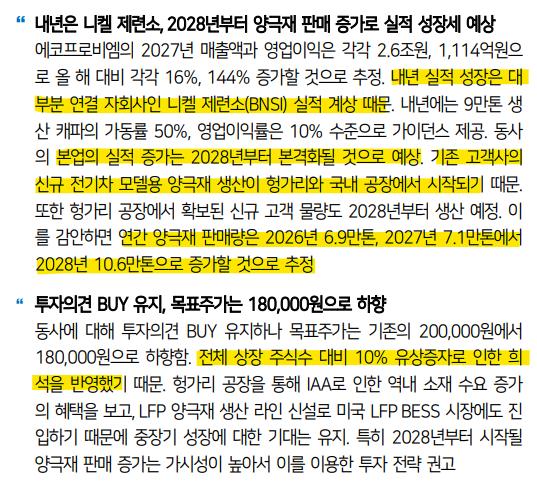 “ 내년은 니켈 제련소, 2028년부터 양극재 판매 증가로 실적 성장세 예상
에코프로비엠의 2027년 매출액과 영업이익은 각각 2.6조원, 1,114억원으
로 올 해 대비 각각 16%, 144% 증가할 것으로 추정. 내년 실적 성장은 대
부분 연결 자회사인 니켈 제련소(BNSI) 실적 계상 때문. 내년에는 9만톤 생
산 캐파의 가동률 50%, 영업이익률은 10% 수준으로 가이던스 제공. 동사
의 본업의 실적 증가는 2028년부터 본격화될 것으로 예상. 기존 고객사의
신규 전기차 모델용 양극재 생산이 헝가리와 국내 공장에서 시작되기 때문.
또한 헝가리 공장에서 확보된 신규 고객 물량도 2028년부터 생산 예정. 이
를 감안하면 연간 양극재 판매량은 2026년 6.9만톤, 2027년 7.1만톤에서
2028년 10.6만톤으로 증가할 것으로 추정
“ 투자의견 BUY 유지, 목표주가는 180,000원으로 하향
동사에 대해 투자의견 BUY 유지하나 목표주가는 기존의 200,000원에서
180,000원으로 하향함. 전체 상장 주식수 대비 10% 유상증자로 인한 희
석을 반영했기 때문. 헝가리 공장을 통해 IAA로 인한 역내 소재 수요 증가
의 혜택을 보고, LFP 양극재 생산 라인 신설로 미국 LFP BESS 시장에도 진
입하기 때문에 중장기 성장에 대한 기대는 유지. 특히 2028년부터 시작될
양극재 판매 증가는 가시성이 높아서 이를 이용한 투자 전략 권고